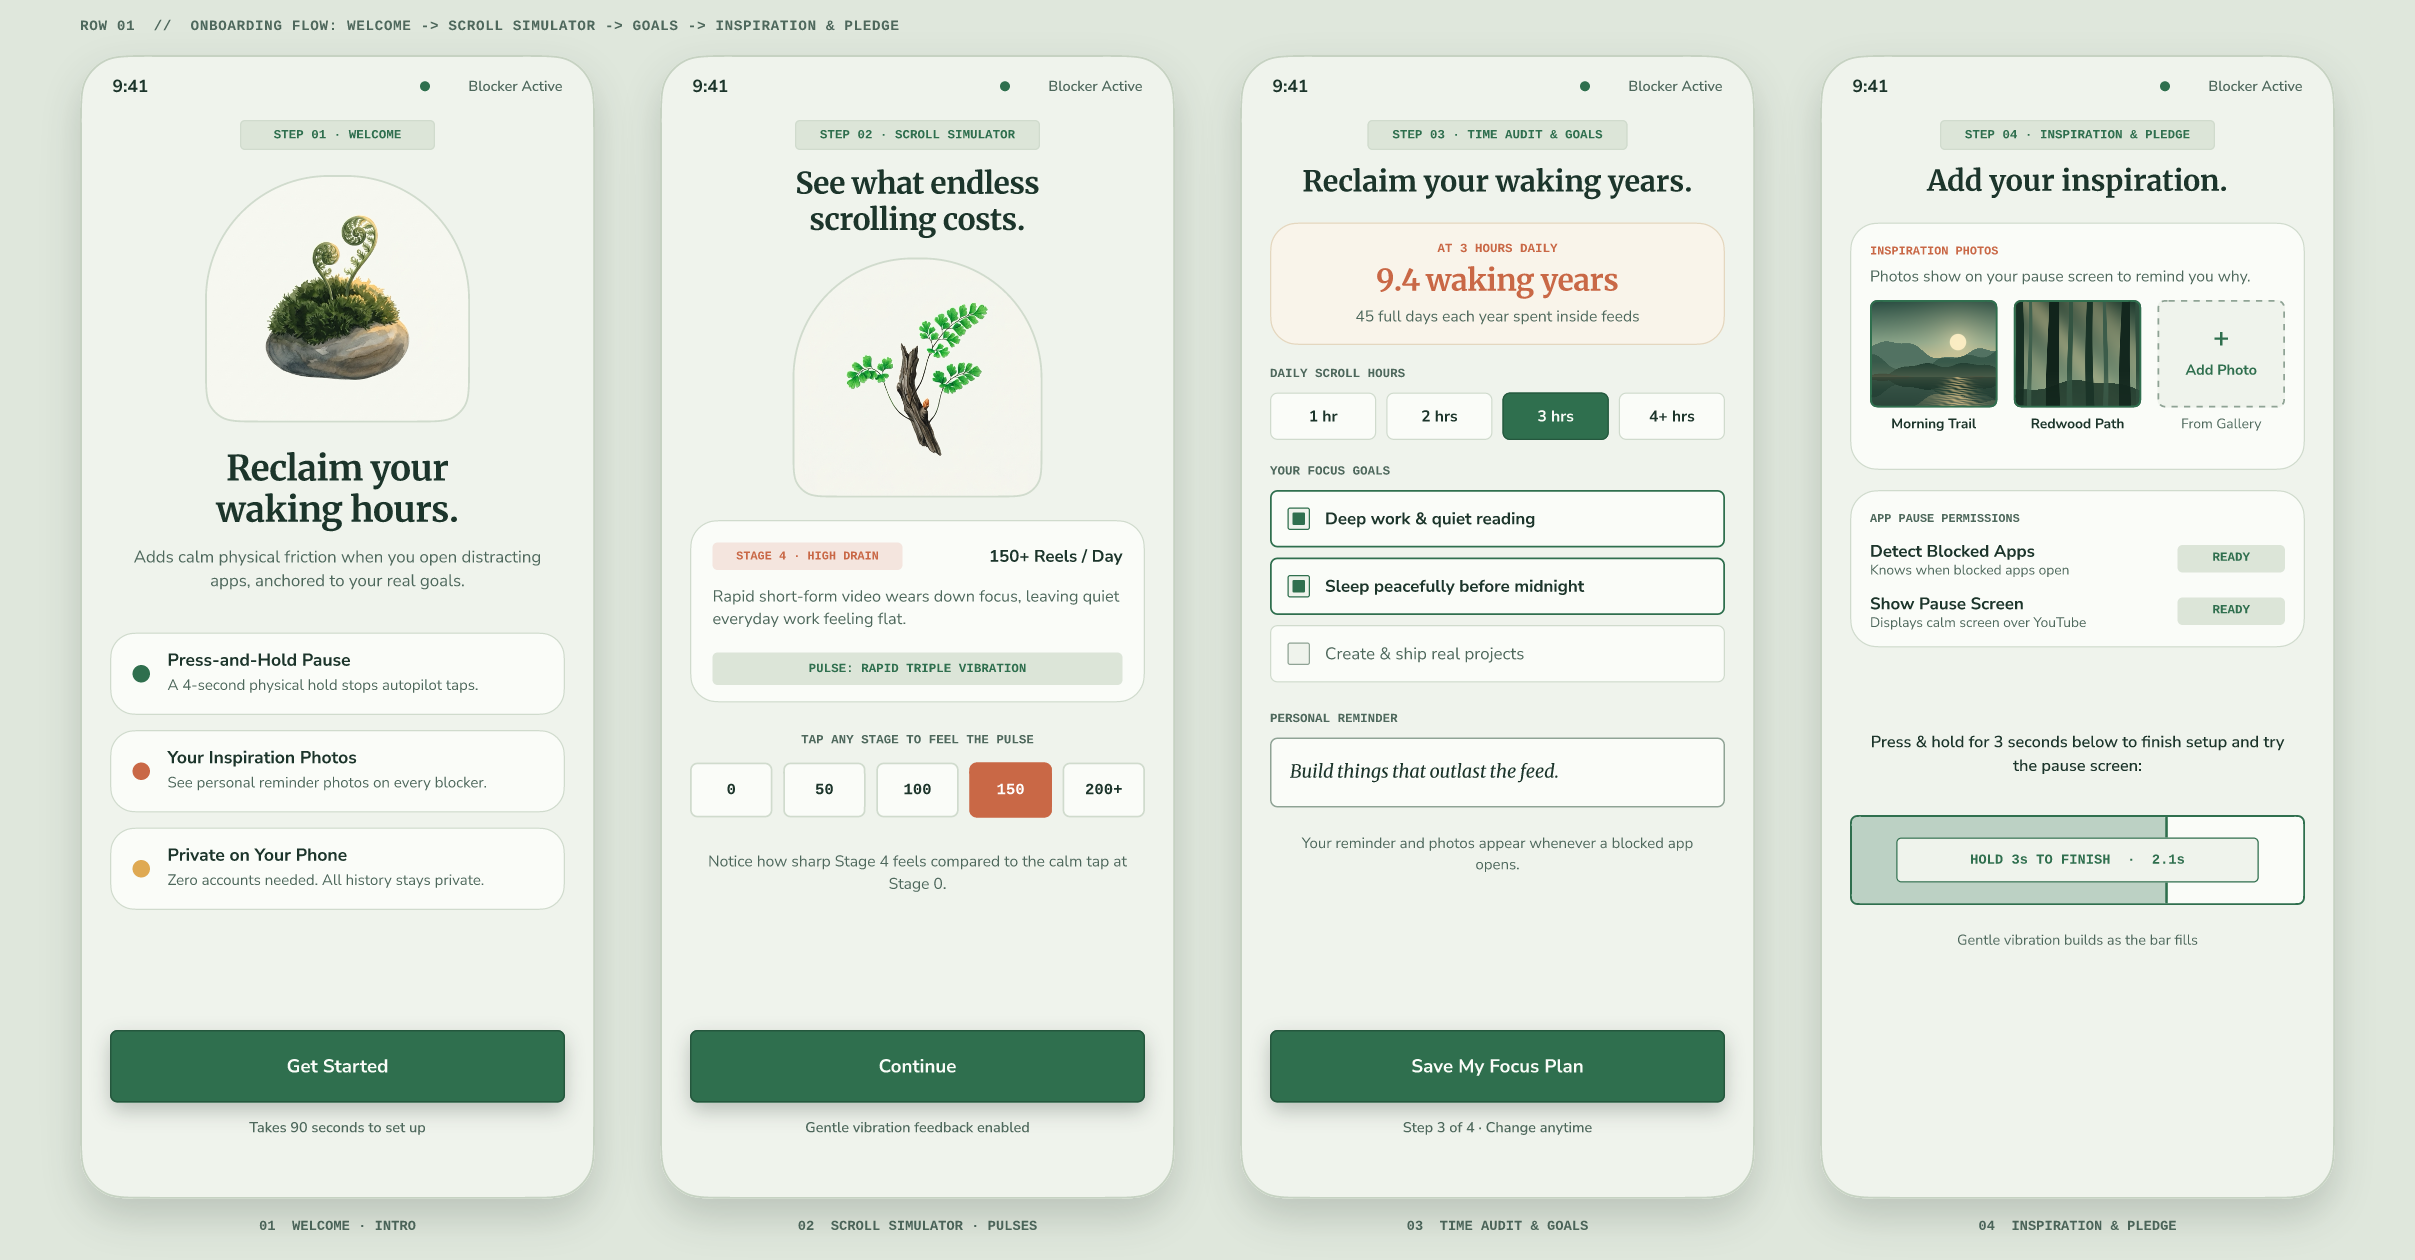 ROW 01 // ONBOARDING FLOW: WELCOME -> SCROLL SIMULATOR -> GOALS -> INSPIRATION & PLEDGE
9:41
Blocker Active
STEP 01 · WELCOME
Reclaim your
waking hours.
Adds calm physical friction when you open distracting
apps, anchored to your real goals.
Press-and-Hold Pause
A 4-second physical hold stops autopilot taps.
Your Inspiration Photos
See personal reminder photos on every blocker.
Private on Your Phone
Zero accounts needed. All history stays private.
Get Started
Takes 90 seconds to set up
01 WELCOME · INTRO
9:41
Blocker Active
STEP 02 · SCROLL SIMULATOR
See what endless
scrolling costs.
STAGE 4 · HIGH DRAIN
150+ Reels / Day
Rapid short-form video wears down focus, leaving quiet
everyday work feeling flat.
PULSE: RAPID TRIPLE VIBRATION
TAP ANY STAGE TO FEEL THE PULSE
0 50 100 150 200+
Notice how sharp Stage 4 feels compared to the calm tap at
Stage 0.
Continue
Gentle vibration feedback enabled
02 SCROLL SIMULATOR · PULSES
9:41
Blocker Active
STEP 03 · TIME AUDIT & GOALS
Reclaim your waking years.
AT 3 HOURS DAILY
9.4 waking years
45 full days each year spent inside feeds
DAILY SCROLL HOURS
1 hr 2 hrs 3 hrs 4+ hrs
YOUR FOCUS GOALS
Deep work & quiet reading
Sleep peacefully before midnight
Create & ship real projects
PERSONAL REMINDER
Build things that outlast the feed.
Your reminder and photos appear whenever a blocked app
opens.
Save My Focus Plan
Step 3 of 4 · Change anytime
03 TIME AUDIT & GOALS
9:41
Blocker Active
STEP 04 · INSPIRATION & PLEDGE
Add your inspiration.
INSPIRATION PHOTOS
Photos show on your pause screen to remind you why.
+
Add Photo
Morning Trail
Redwood Path
From Gallery
APP PAUSE PERMISSIONS
Detect Blocked Apps
Knows when blocked apps open
READY
Show Pause Screen
Displays calm screen over YouTube
READY
Press & hold for 3 seconds below to finish setup and try
the pause screen:
HOLD 3s TO FINISH · 2.1s
Gentle vibration builds as the bar fills
04 INSPIRATION & PLEDGE